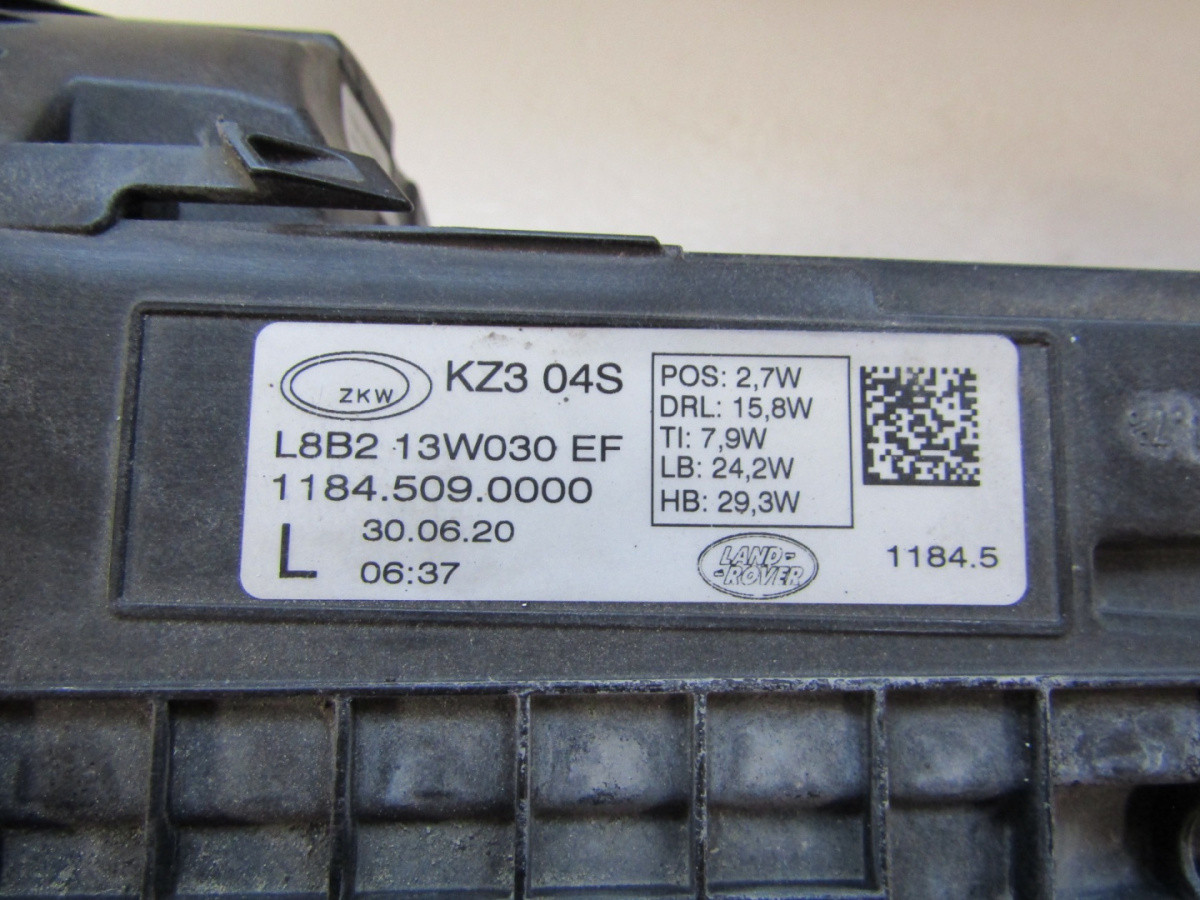 ZKW
KZ3 04S
L8B2 13W030 EF
1184.509.0000
L
30.06.20
06:37
POS: 2,7W
DRL: 15,8W
TI: 7,9W
LB: 24,2W
HB: 29,3W
LAND-
-ROVER
1184.5